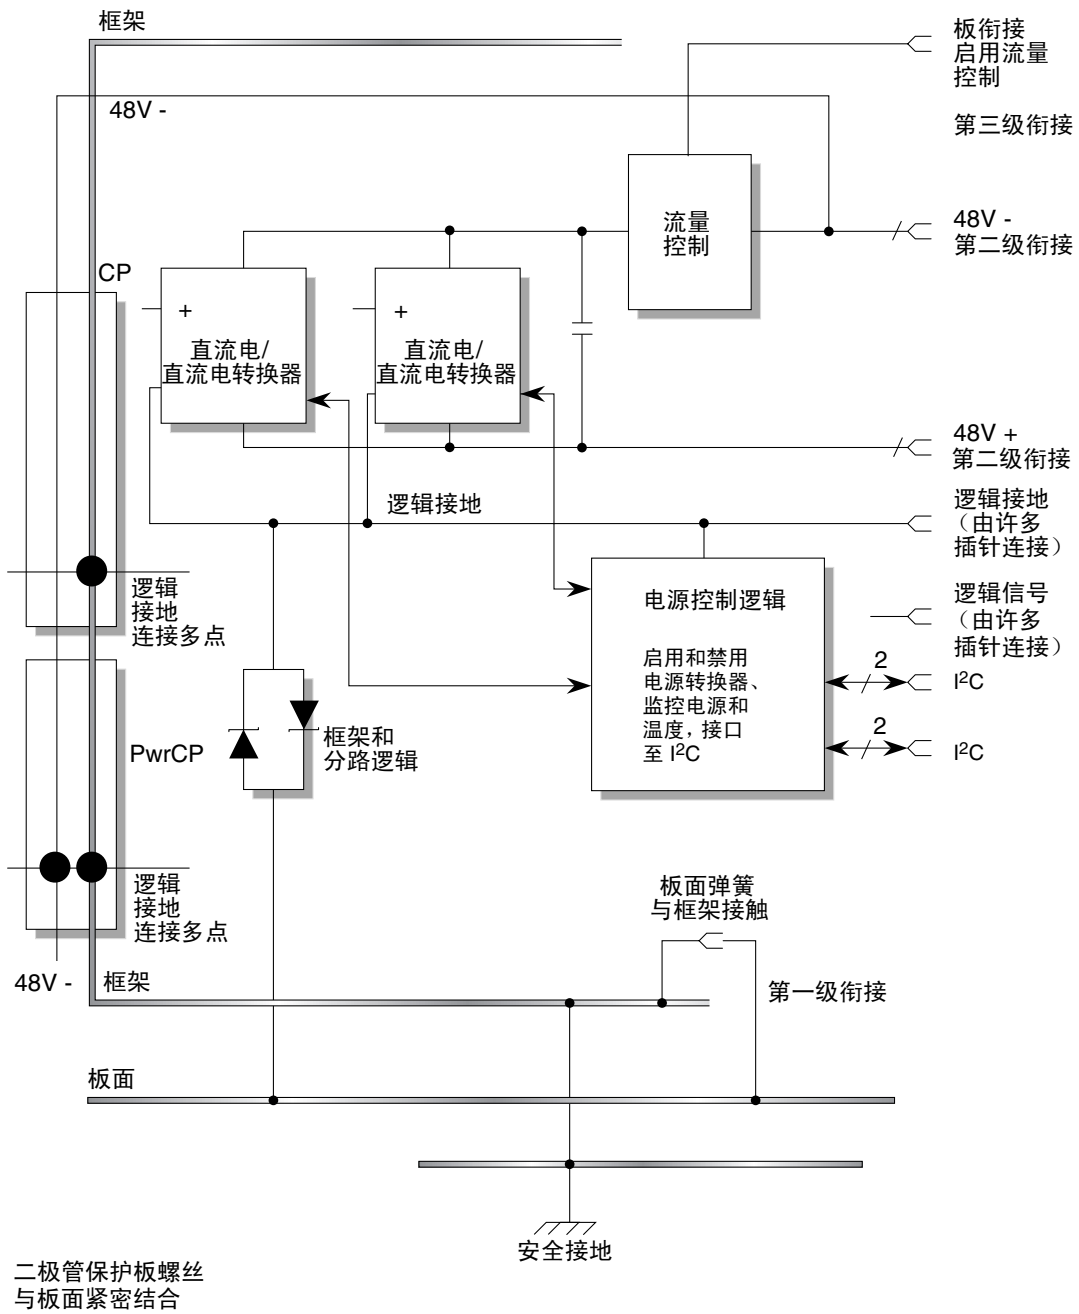 框架
板衔接
启用流量
控制
48V -
第三级衔接
流量
控制
48V -
第二级衔接
CP
+
直流电/
直流电转换器
+
直流电/
直流电转换器
48V +
第二级衔接
逻辑接地
逻辑接地
（由许多
插针连接）
逻辑
接地
连接多点
电源控制逻辑
逻辑信号
（由许多
插针连接）
启用和禁用
电源转换器、
监控电源和
温度，接口
至 I²C
2
I²C
2
I²C
PwrCP
框架和
分路逻辑
逻辑
接地
连接多点
板面弹簧
与框架接触
48V -
框架
第一级衔接
板面
安全接地
二极管保护板螺丝
与板面紧密结合